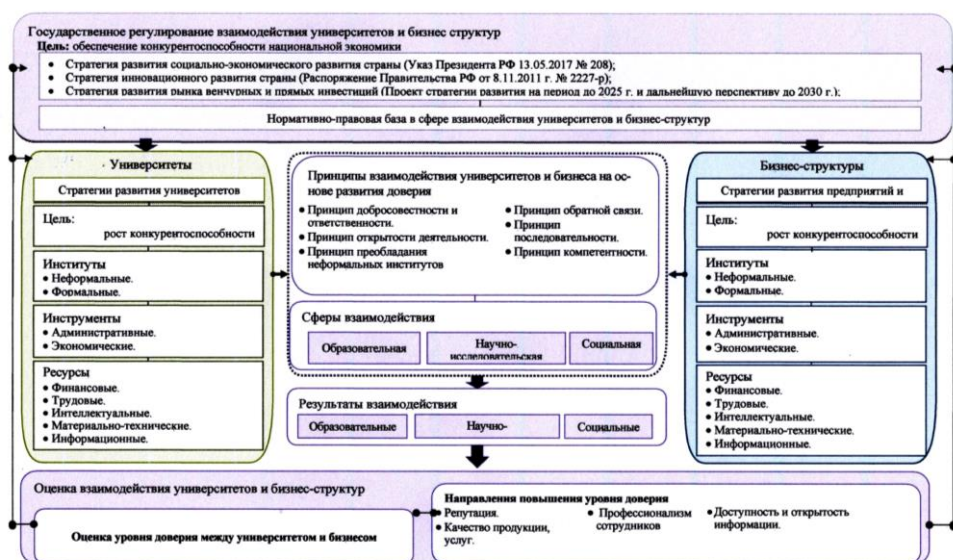 Государственное регулирование взаимодействия университетов и бизнес структур
Цель: обеспечение конкурентоспособности национальной экономики
• Стратегия развития социально-экономического развития страны (Указ Президента РФ 13.05.2017 № 208);
• Стратегия инновационного развития страны (Распоряжение Правительства РФ от 8.11.2011 г. № 2227-р);
• Стратегия развития рынка венчурных и прямых инвестиций (Проект стратегии развития на период до 2025 г. и дальнейшую перспективу до 2030 г.);
Нормативно-правовая база в сфере взаимодействия университетов и бизнес-структур
Университеты
Стратегии развития университетов
Цель:
рост конкурентоспособности
Институты
• Неформальные.
• Формальные.
Инструменты
• Административные.
• Экономические.
Ресурсы
• Финансовые.
• Трудовые.
• Интеллектуальные.
• Материально-технические.
• Информационные.
Принципы взаимодействия университетов и бизнеса на ос-
нове развития доверия
• Принцип добросовестности и
ответственности.
• Принцип открытости деятельности.
• Принцип преобладания
неформальных институтов
• Принцип обратной связи.
• Принцип
последовательности.
• Принцип компетентности.
Сферы взаимодействия
Образовательная
Научно-
исследовательская
Социальная
Результаты взаимодействия
Образовательные
Научно-
Социальные
Бизнес-структуры
Стратегии развития предприятий и
Цель:
рост конкурентоспособности
Институты
• Неформальные.
• Формальные.
Инструменты
• Административные.
• Экономические.
Ресурсы
• Финансовые.
• Трудовые.
• Интеллектуальные.
• Материально-технические.
• Информационные.
Оценка взаимодействия университетов и бизнес-структур
Оценка уровня доверия между университетом и бизнесом
Направления повышения уровня доверия
• Репутация.
• Качество продукции,
услуг.
• Профессионализм
сотрудников
• Доступность и открытость
информации.